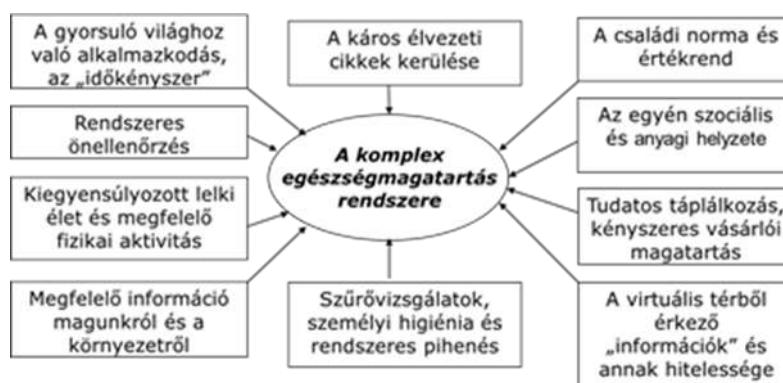 A gyorsuló világhoz
való alkalmazkodás,
az „időkényszer”
A káros élvezeti
cikkek kerülése
A családi norma és
értékrend
Rendszeres
önellenőrzés
Az egyén szociális
és anyagi helyzete
A komplex
egészségmagatartás
rendszere
Kiegyensúlyozott lelki
élet és megfelelő
fizikai aktivitás
Tudatos táplálkozás,
kényszeres vásárlói
magatartás
Megfelelő információ
magunkról és a
környezetről
Szűrővizsgálatok,
személyi higiénia és
rendszeres pihenés
A virtuális térből
érkező
„információk” és
annak hitelessége